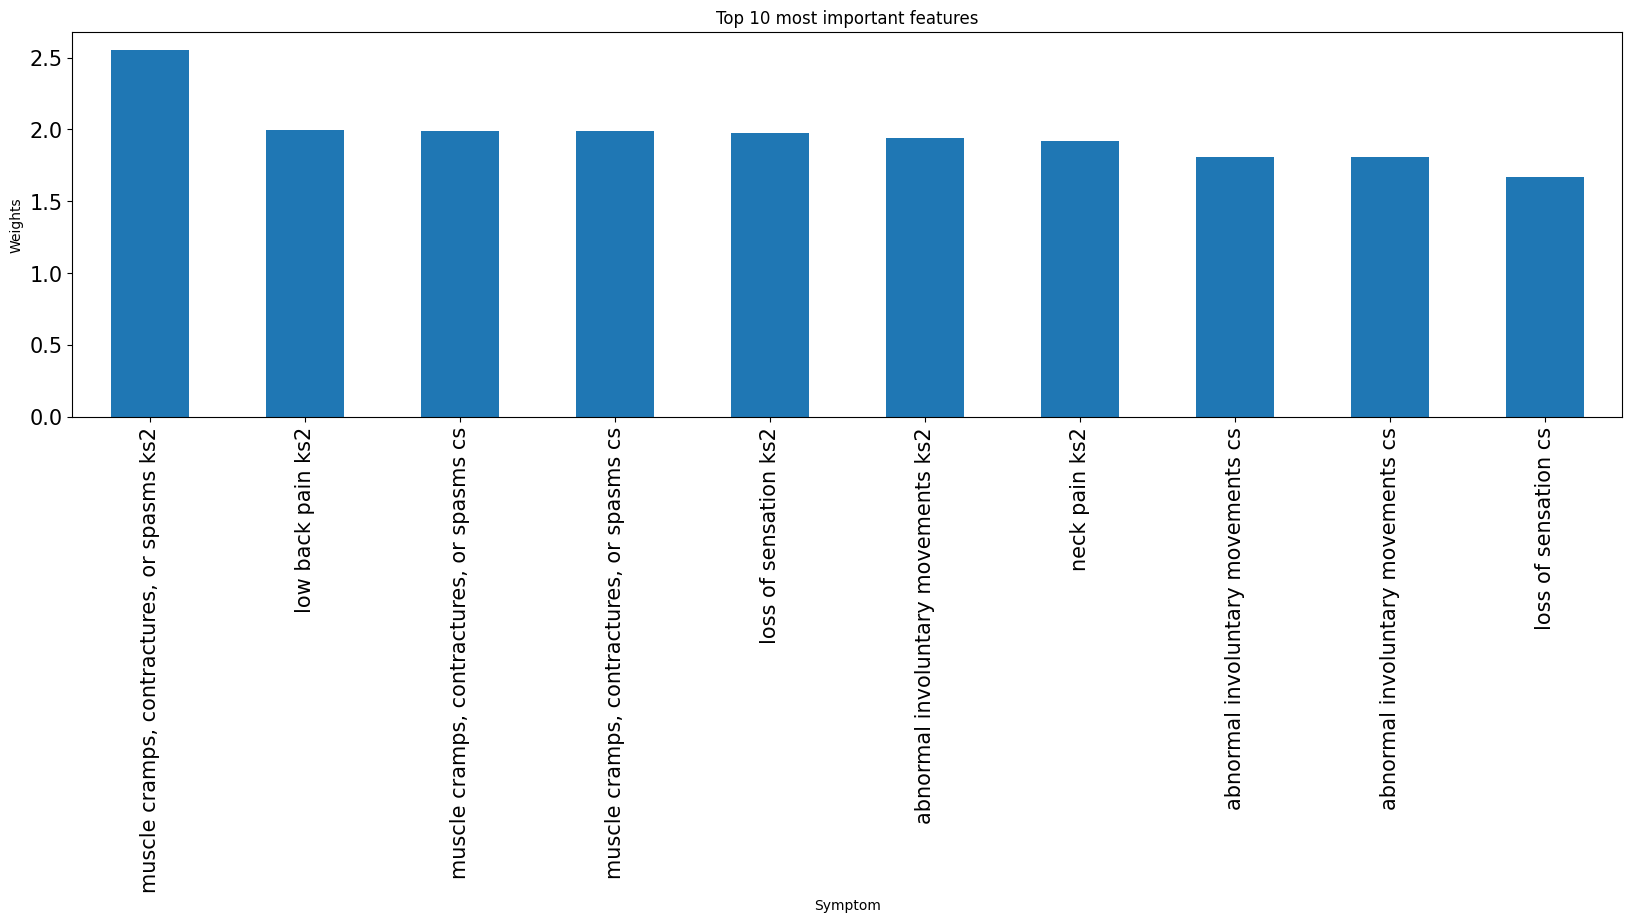 Top 10 most important features
Weights
2.5
2.0
1.5
1.0
0.5
0.0
muscle cramps, contractures, or spasms ks2
low back pain ks2
muscle cramps, contractures, or spasms cs
muscle cramps, contractures, or spasms cs
loss of sensation ks2
abnormal involuntary movements ks2
neck pain ks2
abnormal involuntary movements cs
abnormal involuntary movements cs
loss of sensation cs
Symptom